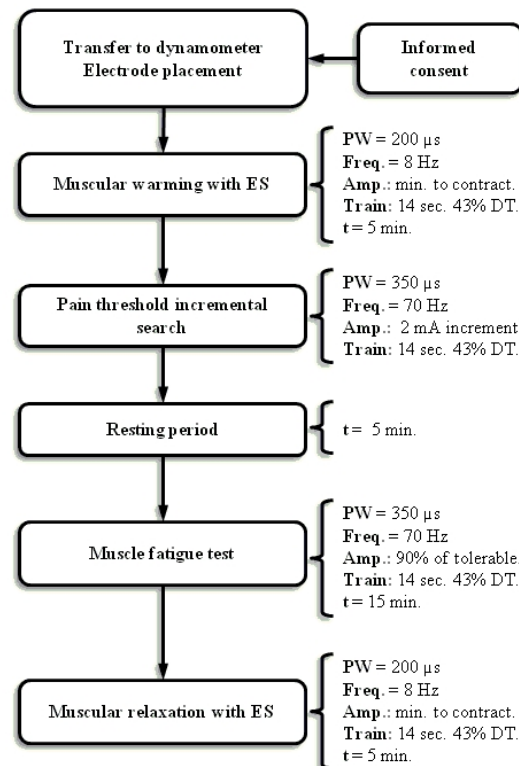 Transfer to dynamometer
Electrode placement
Informed
consent
Muscular warming with ES
PW = 200 µs
Freq. = 8 Hz
Amp.: min. to contract.
Train: 14 sec. 43% DT.
t = 5 min.
Pain threshold incremental
search
PW = 350 µs
Freq. = 70 Hz
Amp.: 2 mA increment
Train: 14 sec. 43% DT.
Resting period
t = 5 min.
Muscle fatigue test
PW = 350 µs
Freq. = 70 Hz
Amp.: 90% of tolerable.
Train: 14 sec. 43% DT.
t = 15 min.
Muscular relaxation with ES
PW = 200 µs
Freq. = 8 Hz
Amp.: min. to contract.
Train: 14 sec. 43% DT.
t = 5 min.